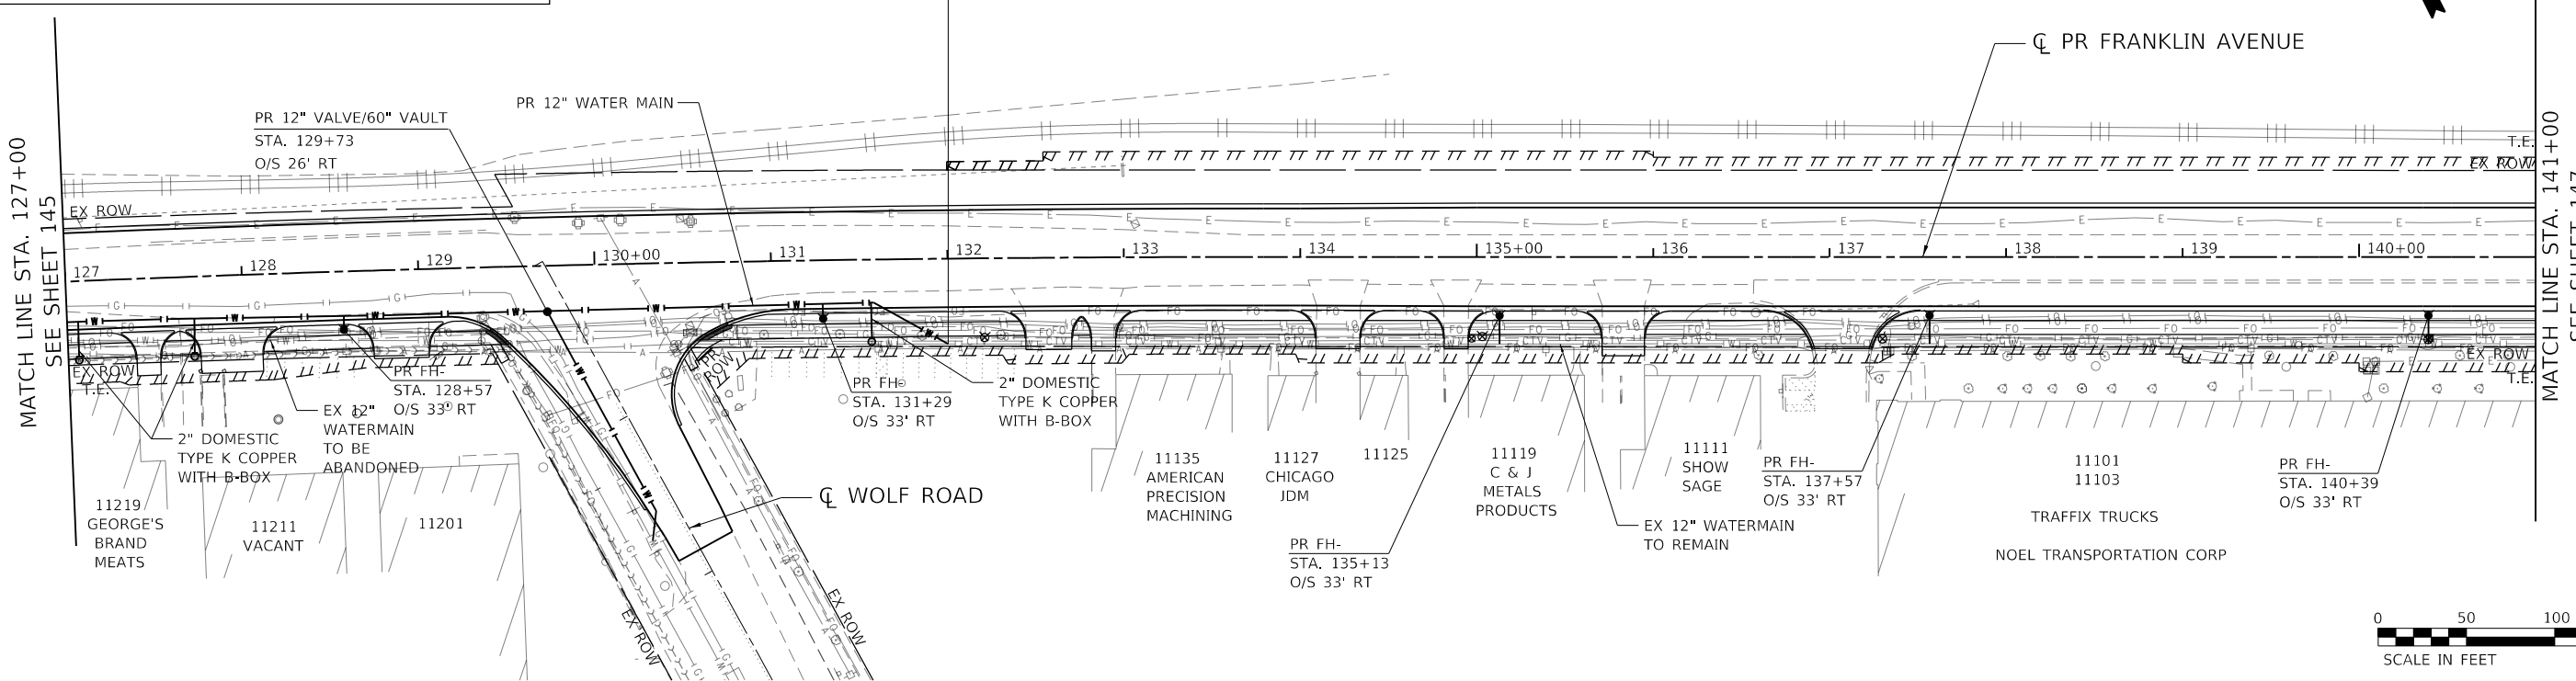 ℄ PR FRANKLIN AVENUE
PR 12" WATER MAIN
PR 12" VALVE/60" VAULT
STA. 129+73
O/S 26' RT
MATCH LINE STA. 127+00
SEE SHEET 145
MATCH LINE STA. 141+00
SEE SHEET 147
T.E.
EX ROW
EX ROW
127
128
129
130+00
131
132
133
134
135+00
136
137
138
139
140+00
EX ROW
T.E.
EX ROW
T.E.
PR ROW
PR FH-
STA. 128+57
O/S 33' RT
PR FH-
STA. 131+29
O/S 33' RT
2" DOMESTIC
TYPE K COPPER
WITH B-BOX
EX 12"
WATERMAIN
TO BE
ABANDONED
2" DOMESTIC
TYPE K COPPER
WITH B-BOX
11219
GEORGE'S
BRAND
MEATS
11211
VACANT
11201
℄ WOLF ROAD
EX ROW
EX ROW
11135
AMERICAN
PRECISION
MACHINING
11127
CHICAGO
JDM
11125
11119
C & J
METALS
PRODUCTS
11111
SHOW
SAGE
PR FH-
STA. 135+13
O/S 33' RT
EX 12" WATERMAIN
TO REMAIN
PR FH-
STA. 137+57
O/S 33' RT
11101
11103
TRAFFIX TRUCKS
NOEL TRANSPORTATION CORP
PR FH-
STA. 140+39
O/S 33' RT
0 50 100
SCALE IN FEET